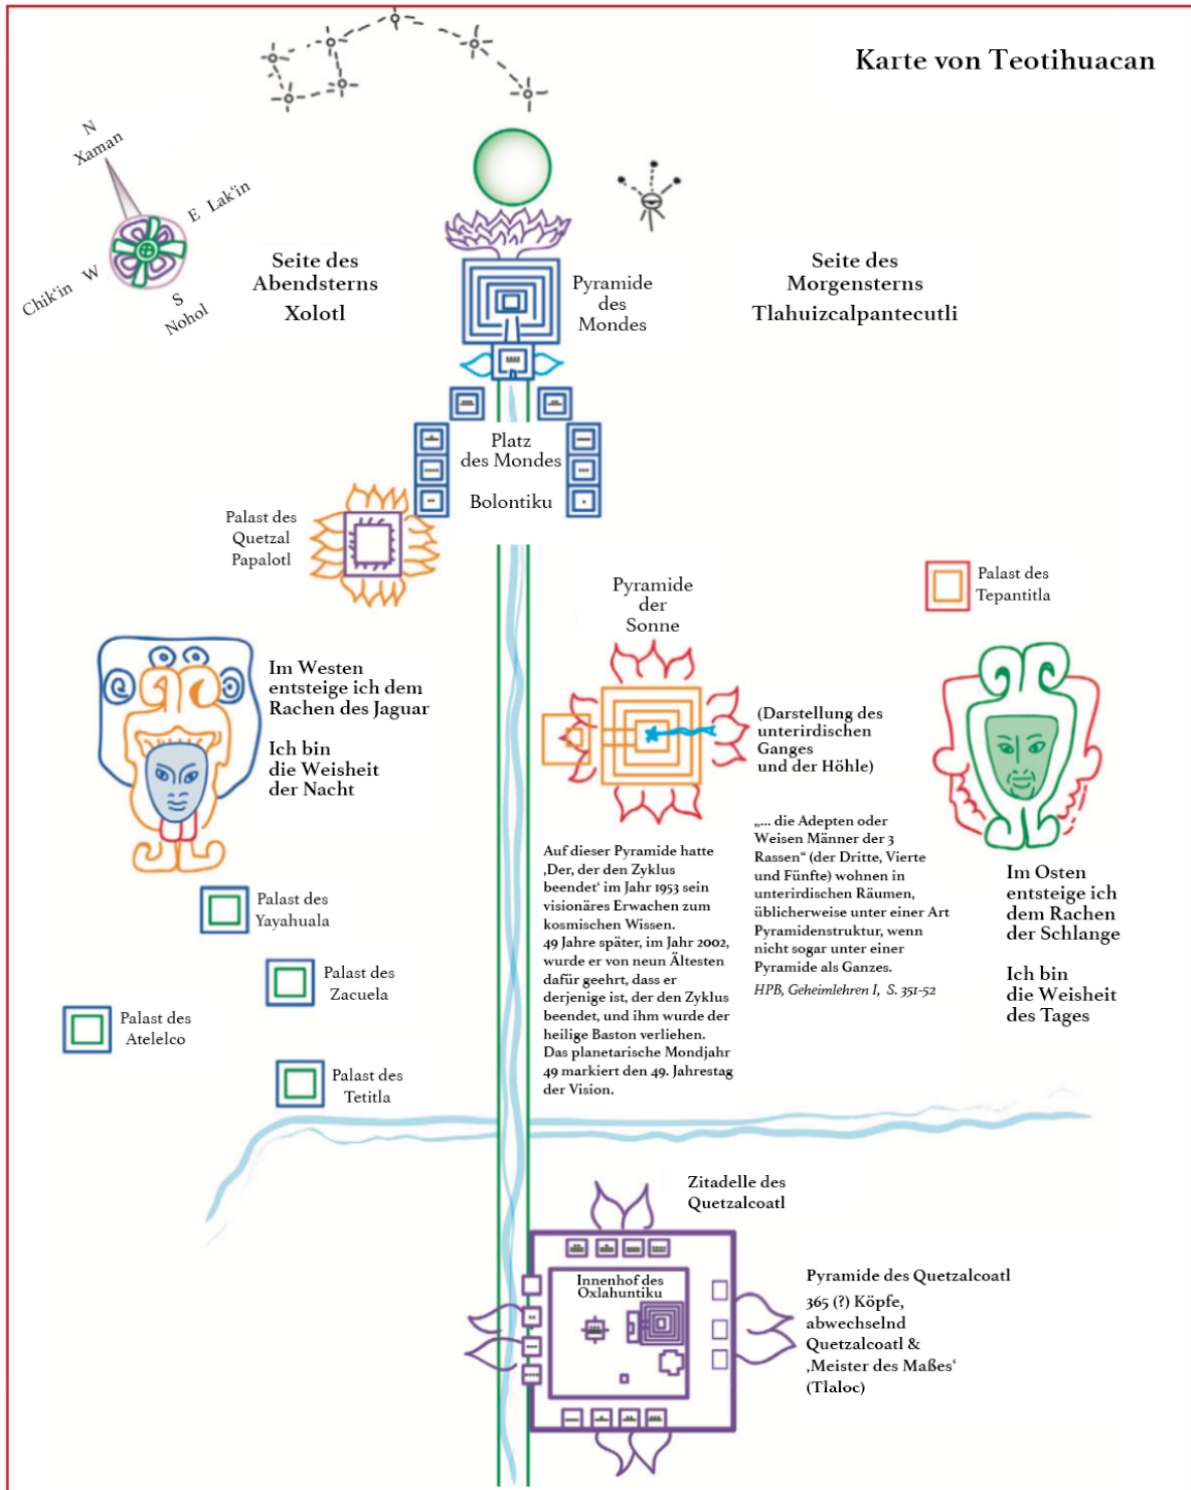 Karte von Teotihuacan
N
Xaman
E Lak'in
Chik'in W
S
Nohol
Seite des
Abendsterns
Xolotl
Pyramide
des
Mondes
Seite des
Morgensterns
Tlahuizcalpantecutli
Platz
des Mondes
Bolontiku
Palast des
Quetzal
Papalotl
Pyramide
der
Sonne
Palast des
Tepantitla
Im Westen
entsteige ich dem
Rachen des Jaguar
Ich bin
die Weisheit
der Nacht
(Darstellung des
unterirdischen
Ganges
und der Höhle)
Auf dieser Pyramide hatte
‚Der, der den Zyklus
beendet‘ im Jahr 1953 sein
visionäres Erwachen zum
kosmischen Wissen.
49 Jahre später, im Jahr 2002,
wurde er von neun Ältesten
dafür geehrt, dass er
derjenige ist, der den Zyklus
beendet, und ihm wurde der
heilige Baston verliehen.
Das planetarische Mondjahr
49 markiert den 49. Jahrestag
der Vision.
„... die Adepten oder
Weisen Männer der 3
Rassen“ (der Dritte, Vierte
und Fünfte) wohnen in
unterirdischen Räumen,
üblicherweise unter einer Art
Pyramidenstruktur, wenn
nicht sogar unter einer
Pyramide als Ganzes.
HPB, Geheimlehren I, S. 351-52
Im Osten
entsteige ich
dem Rachen
der Schlange
Ich bin
die Weisheit
des Tages
Palast des
Yayahuala
Palast des
Zacuela
Palast des
Atelelco
Palast des
Tetitla
Zitadelle des
Quetzalcoatl
Innenhof des
Oxlahuntiku
Pyramide des Quetzalcoatl
365 (?) Köpfe,
abwechselnd
Quetzalcoatl &
‚Meister des Maßes‘
(Tlaloc)